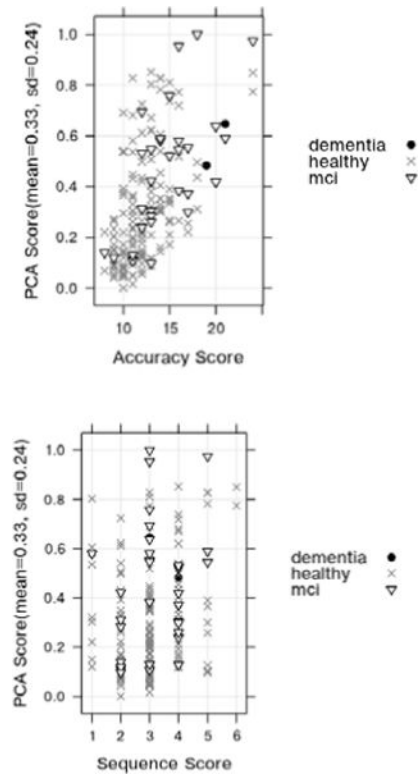 PCA Score(mean=0.33, sd=0.24)
1.0
0.8
0.6
0.4
0.2
0.0
10 15 20
Accuracy Score
dementia
healthy
mci
PCA Score(mean=0.33, sd=0.24)
1.0
0.8
0.6
0.4
0.2
0.0
1 2 3 4 5 6
Sequence Score
dementia
healthy
mci